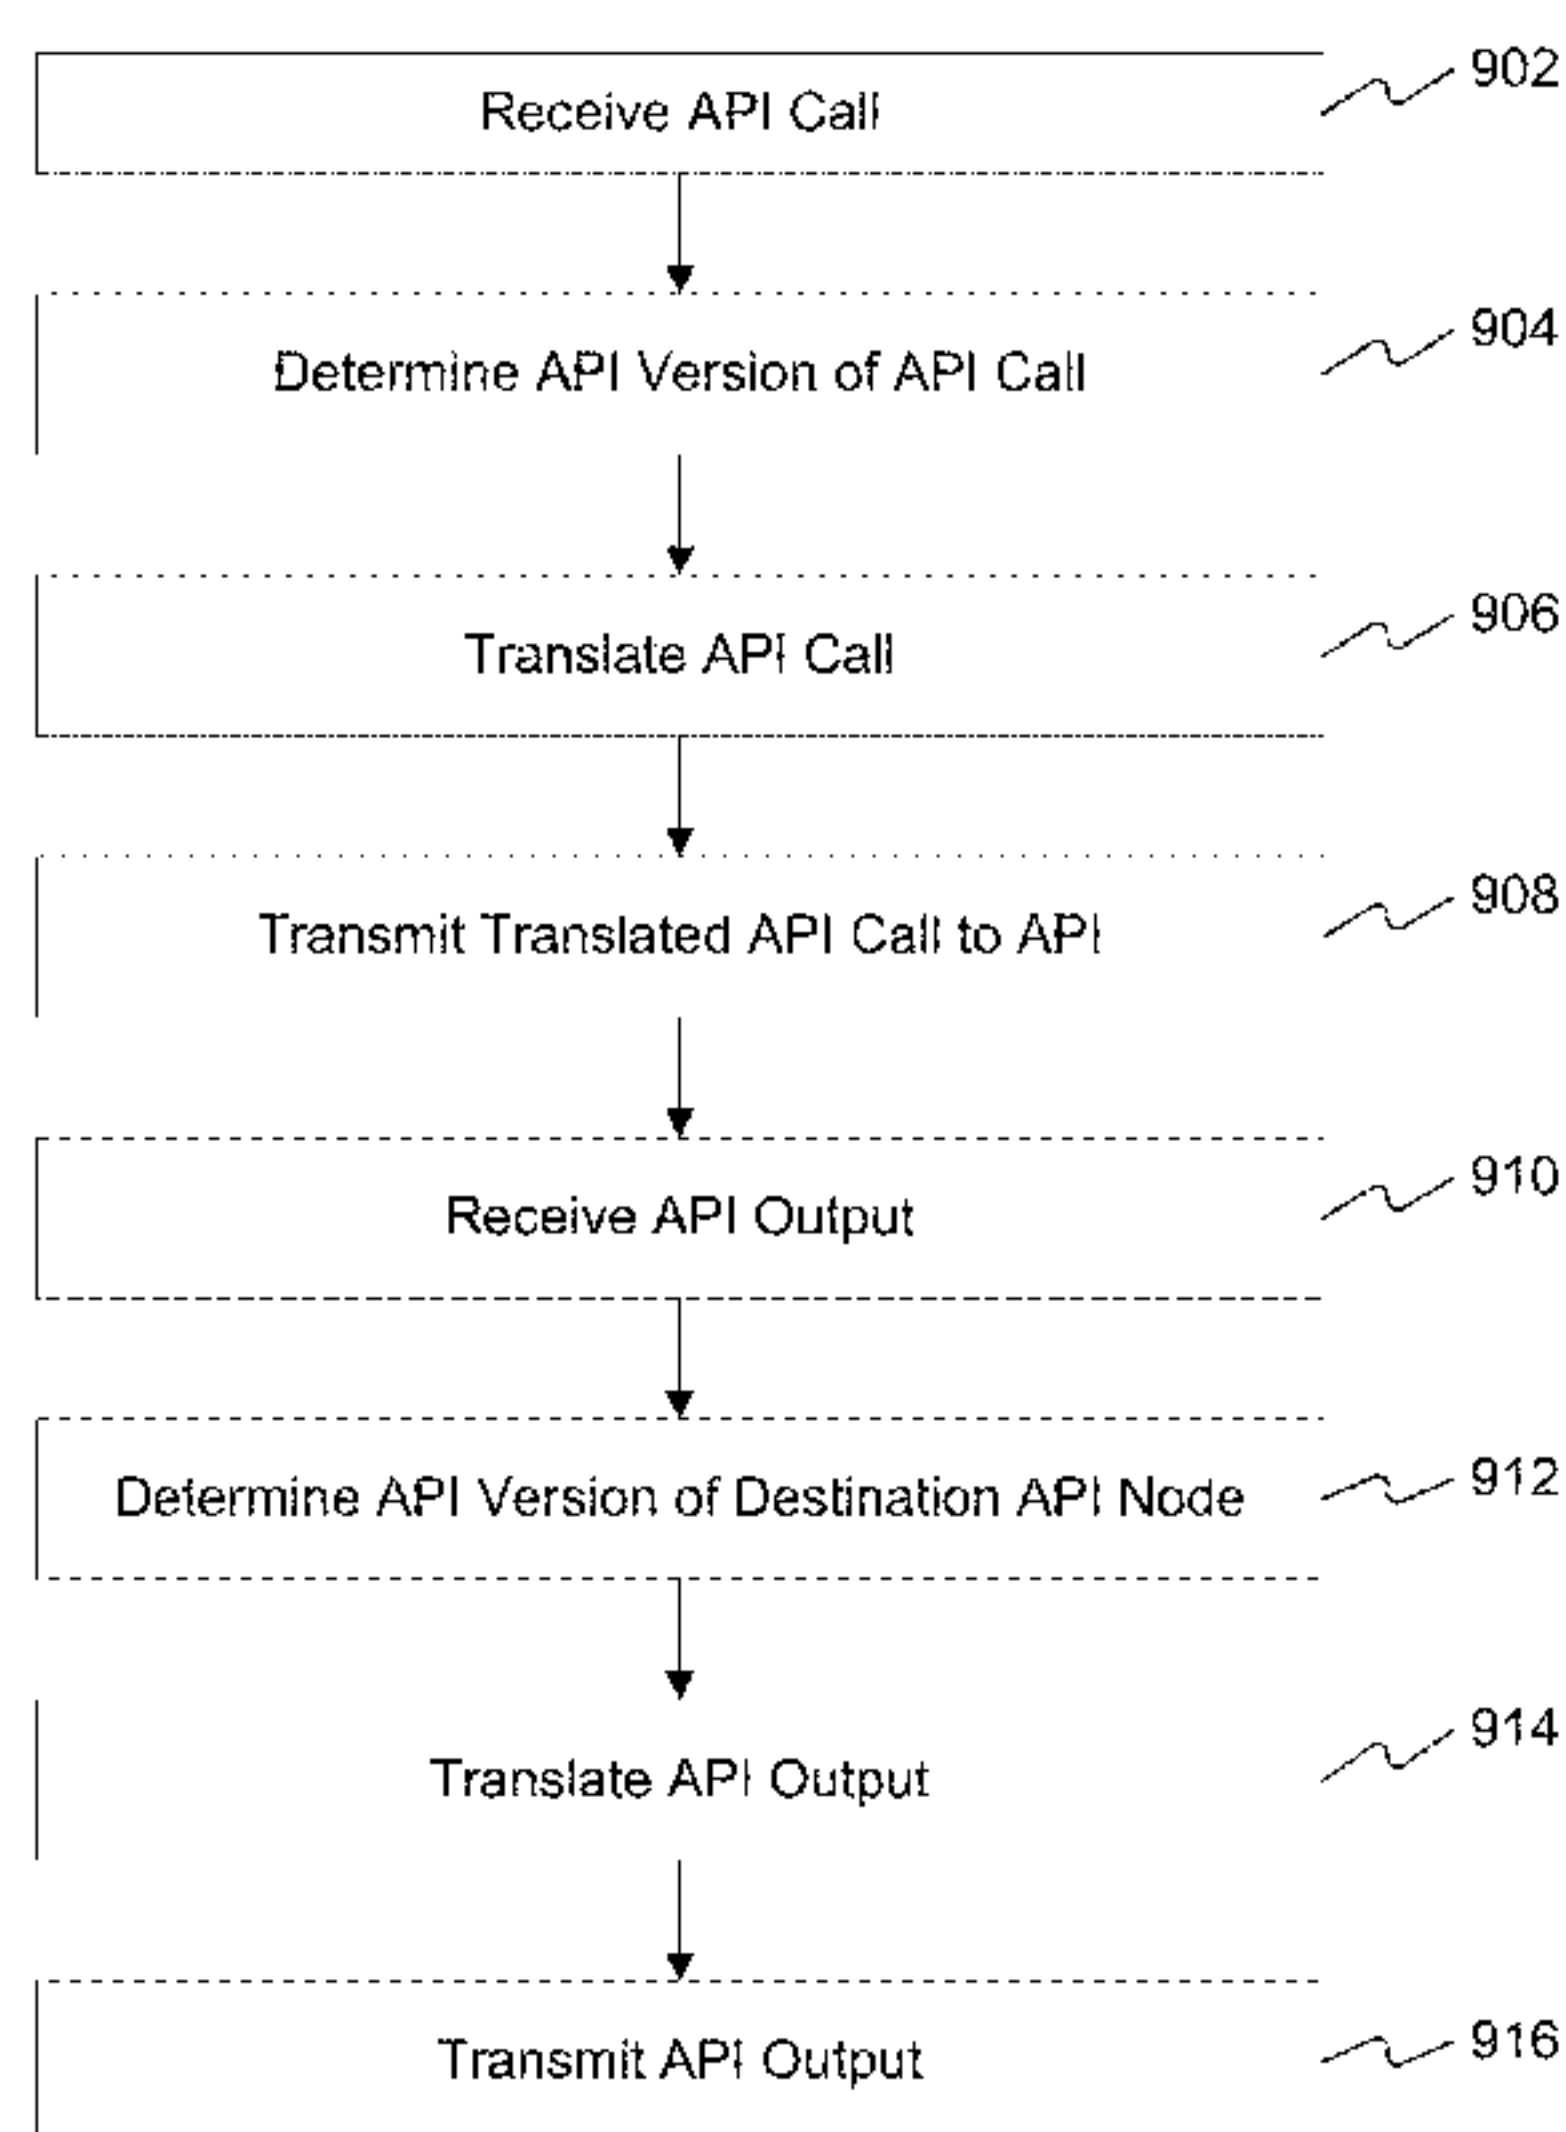 Receive API Call
902
Determine API Version of API Call
904
Translate API Call
906
Transmit Translated API Call to API
908
Receive API Output
910
Determine API Version of Destination API Node
912
Translate API Output
914
Transmit API Output
916